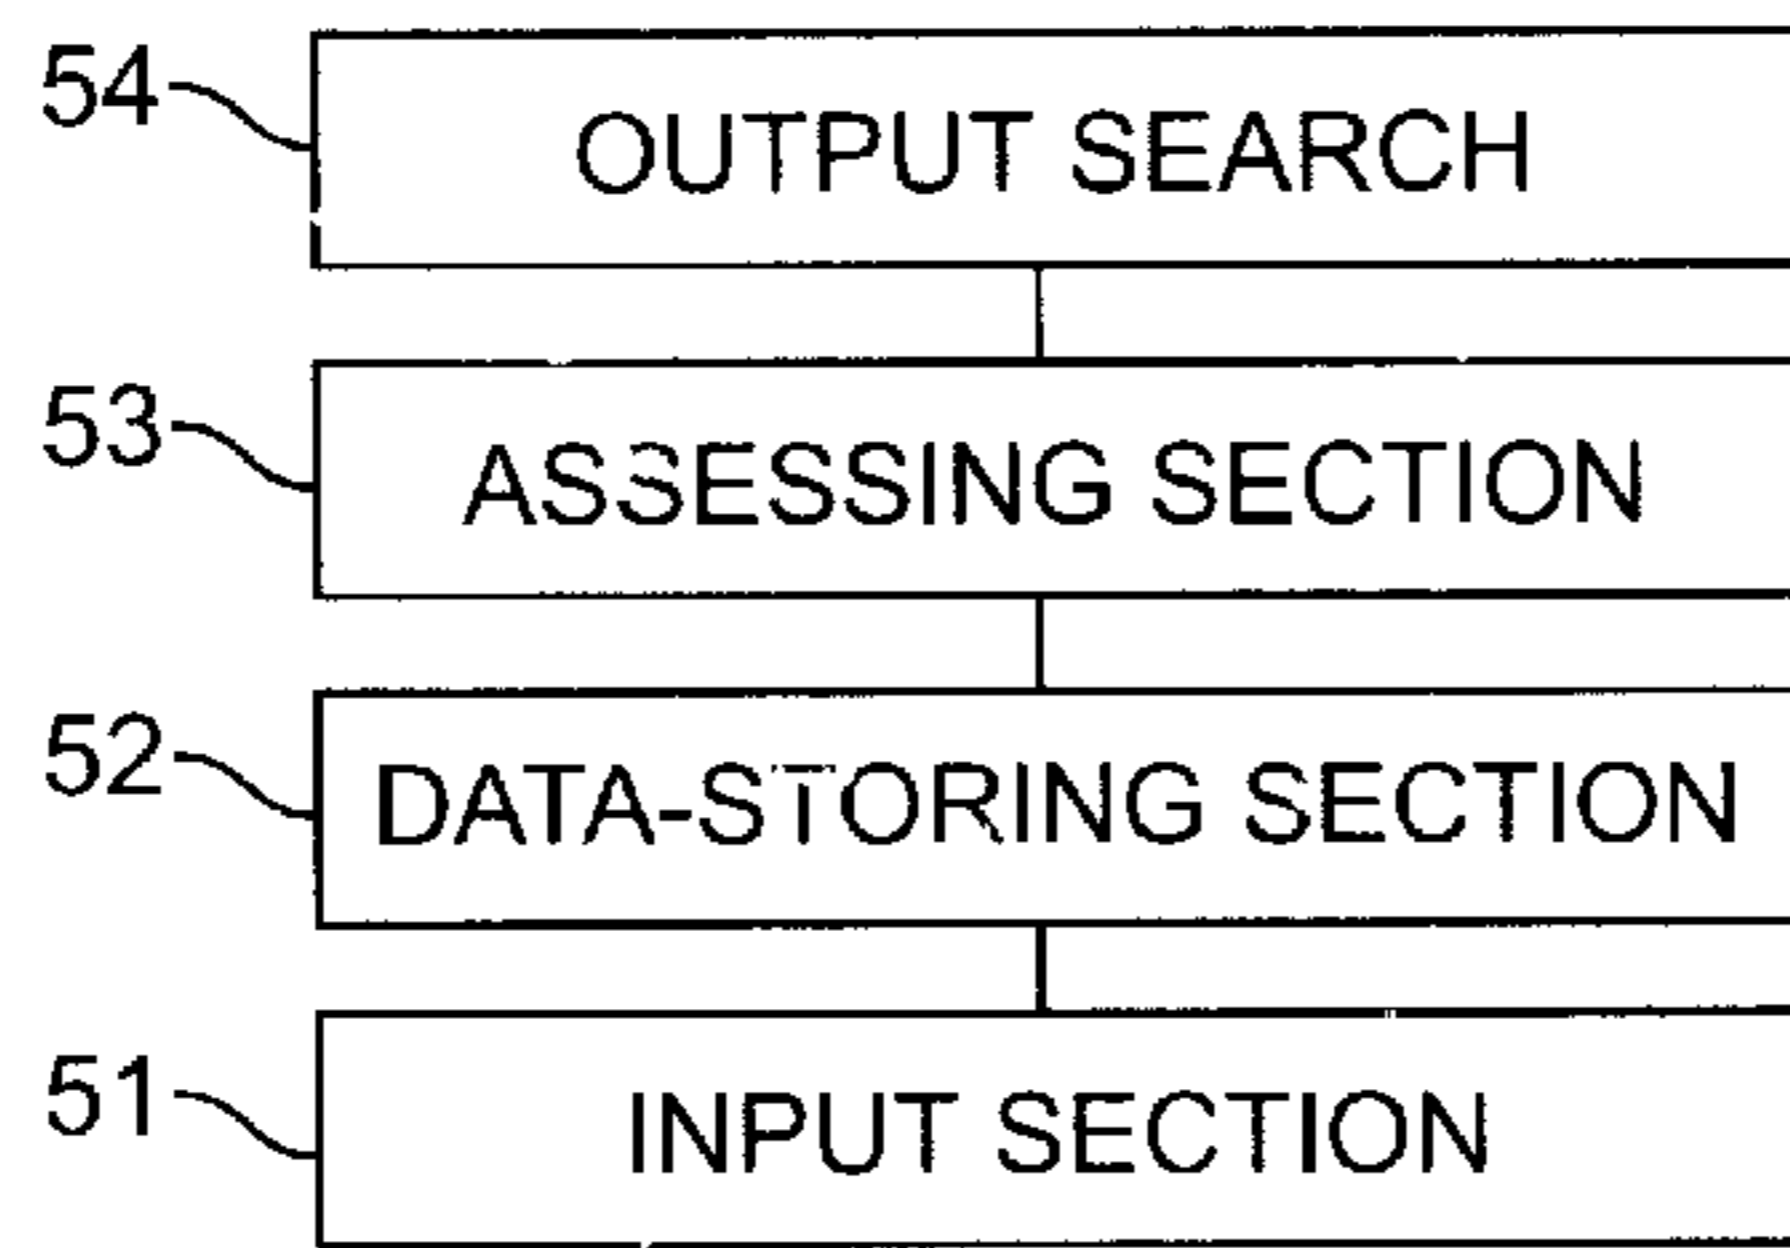 54 OUTPUT SEARCH
53 ASSESSING SECTION
52 DATA-STORING SECTION
51 INPUT SECTION